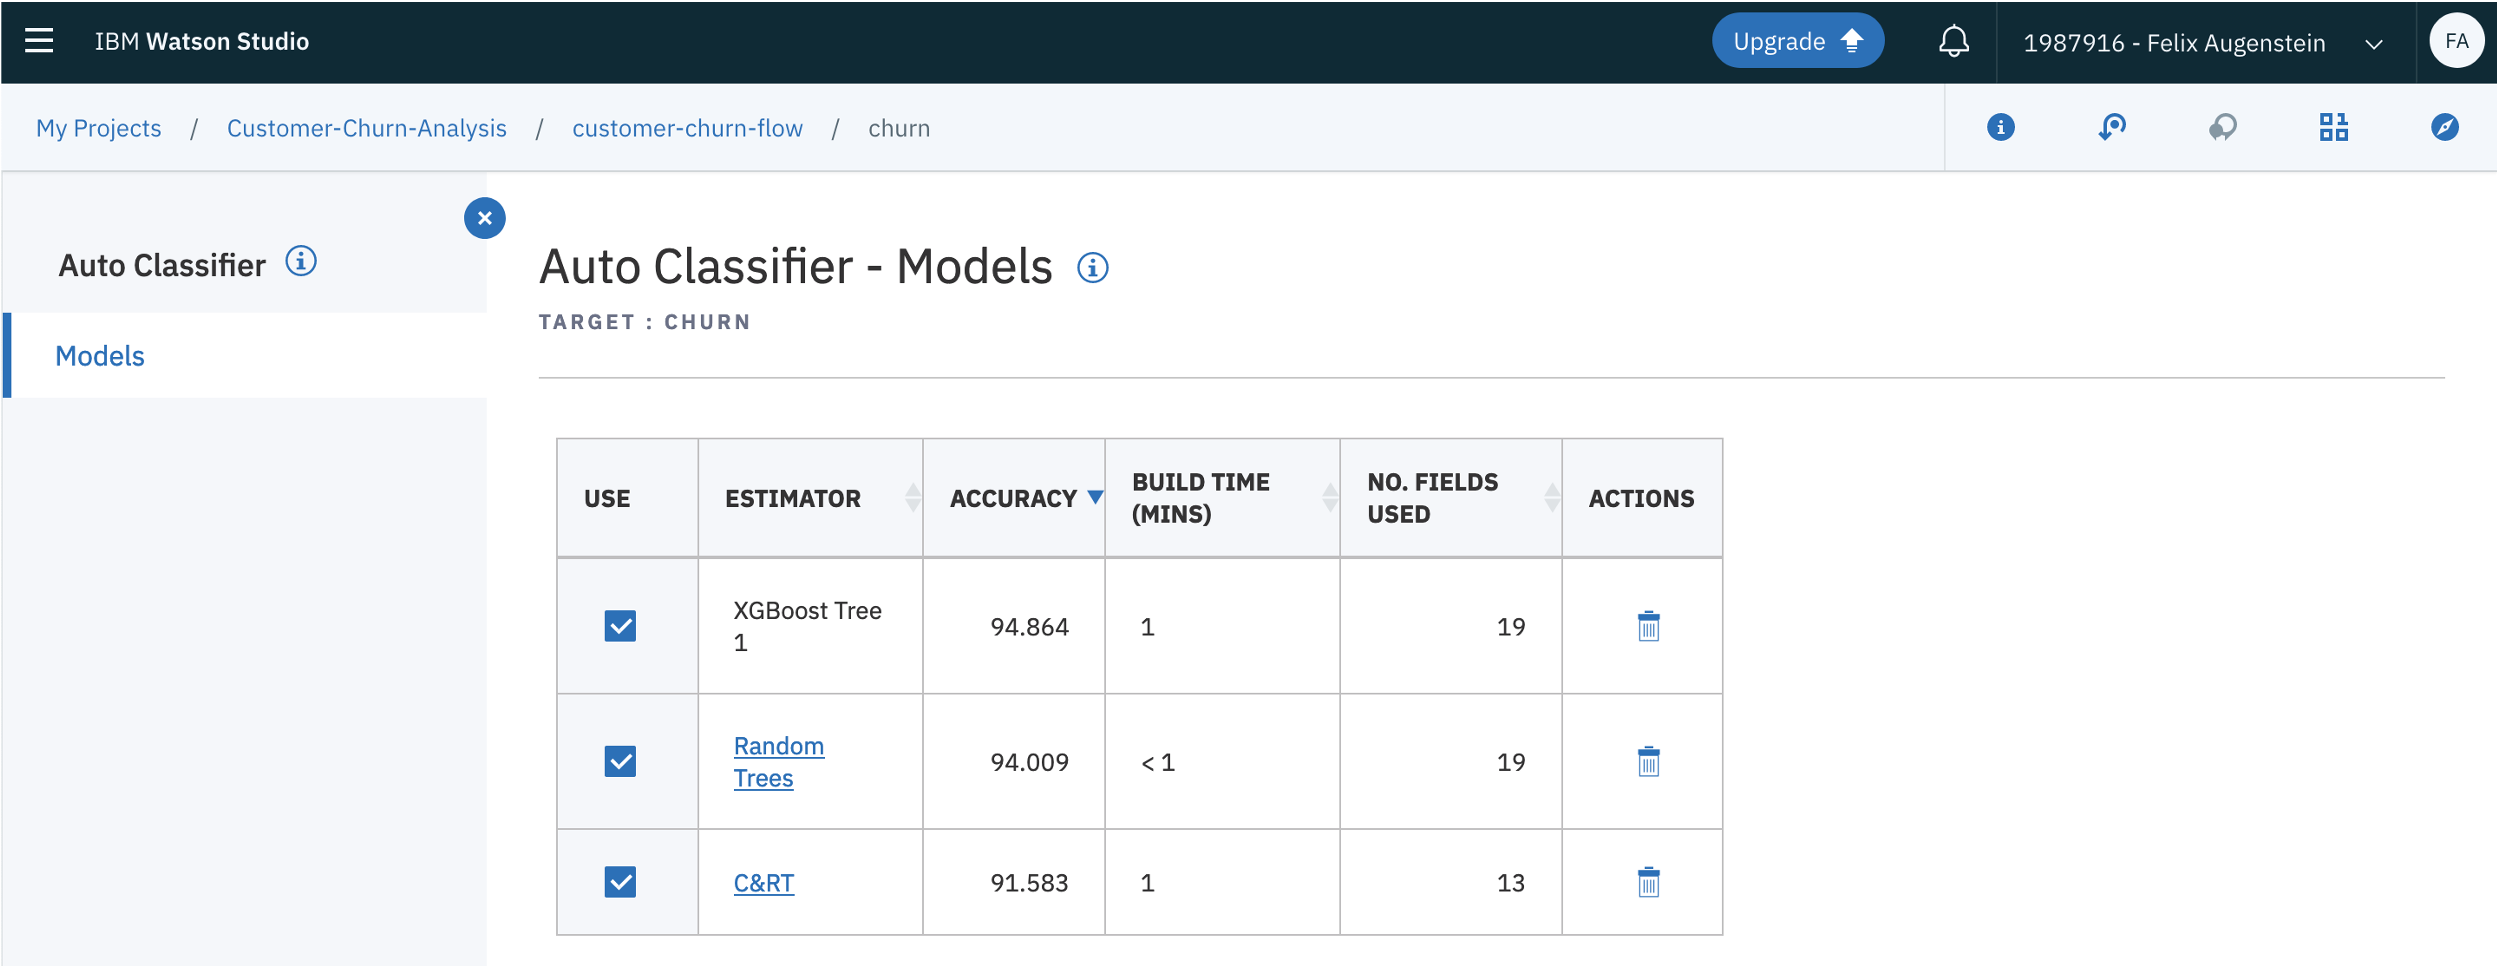 IBM Watson Studio
Upgrade
1987916 - Felix Augenstein
FA
My Projects / Customer-Churn-Analysis / customer-churn-flow / churn
Auto Classifier
Models
Auto Classifier - Models
TARGET : CHURN
USE ESTIMATOR ACCURACY BUILD TIME (MINS) NO. FIELDS USED ACTIONS
XGBoost Tree 1 94.864 1 19
Random Trees 94.009 < 1 19
C&RT 91.583 1 13